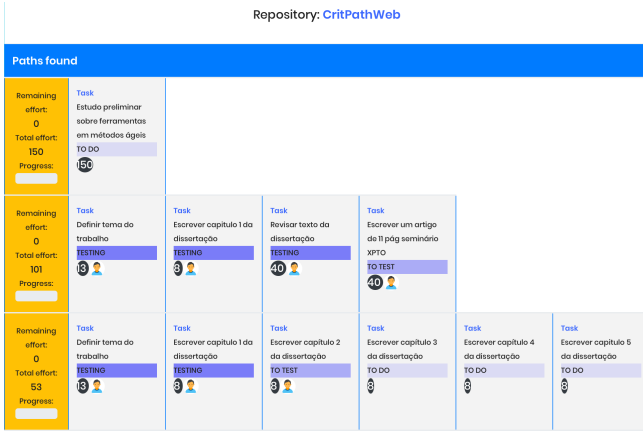 Repository: CritPathWeb
Paths found
Remaining
effort:
0
Total effort:
150
Progress:
Task
Estudo preliminar
sobre ferramentas
em métodos ágeis
TO DO
150
Remaining
effort:
0
Total effort:
101
Progress:
Task
Definir tema do
trabalho
TESTING
13
Task
Escrever capitulo 1 da
dissertação
TESTING
8
Task
Revisar texto da
dissertação
TESTING
40
Task
Escrever um artigo
de 11 pág seminário
XPTO
TO TEST
40
Remaining
effort:
0
Total effort:
53
Progress:
Task
Definir tema do
trabalho
TESTING
13
Task
Escrever capitulo 1 da
dissertação
TESTING
8
Task
Escrever capítulo 2
da dissertação
TO TEST
8
Task
Escrever capítulo 3
da dissertação
TO DO
8
Task
Escrever capítulo 4
da dissertação
TO DO
8
Task
Escrever capítulo 5
da dissertação
TO DO
8